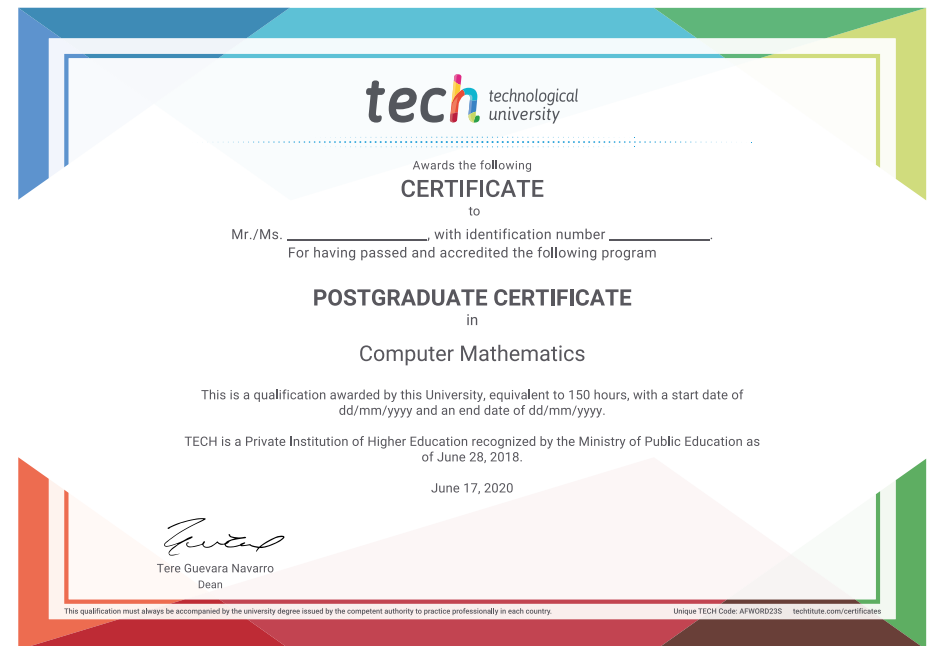 tech technological
university
Awards the following
CERTIFICATE
to
Mr./Ms. ____________________, with identification number ______________.
For having passed and accredited the following program
POSTGRADUATE CERTIFICATE
in
Computer Mathematics
This is a qualification awarded by this University, equivalent to 150 hours, with a start date of
dd/mm/yyyy and an end date of dd/mm/yyyy.
TECH is a Private Institution of Higher Education recognized by the Ministry of Public Education as
of June 28, 2018.
June 17, 2020
Tere Guevara Navarro
Dean
This qualification must always be accompanied by the university degree issued by the competent authority to practice professionally in each country.
Unique TECH Code: AFWORD23S techtitute.com/certificates